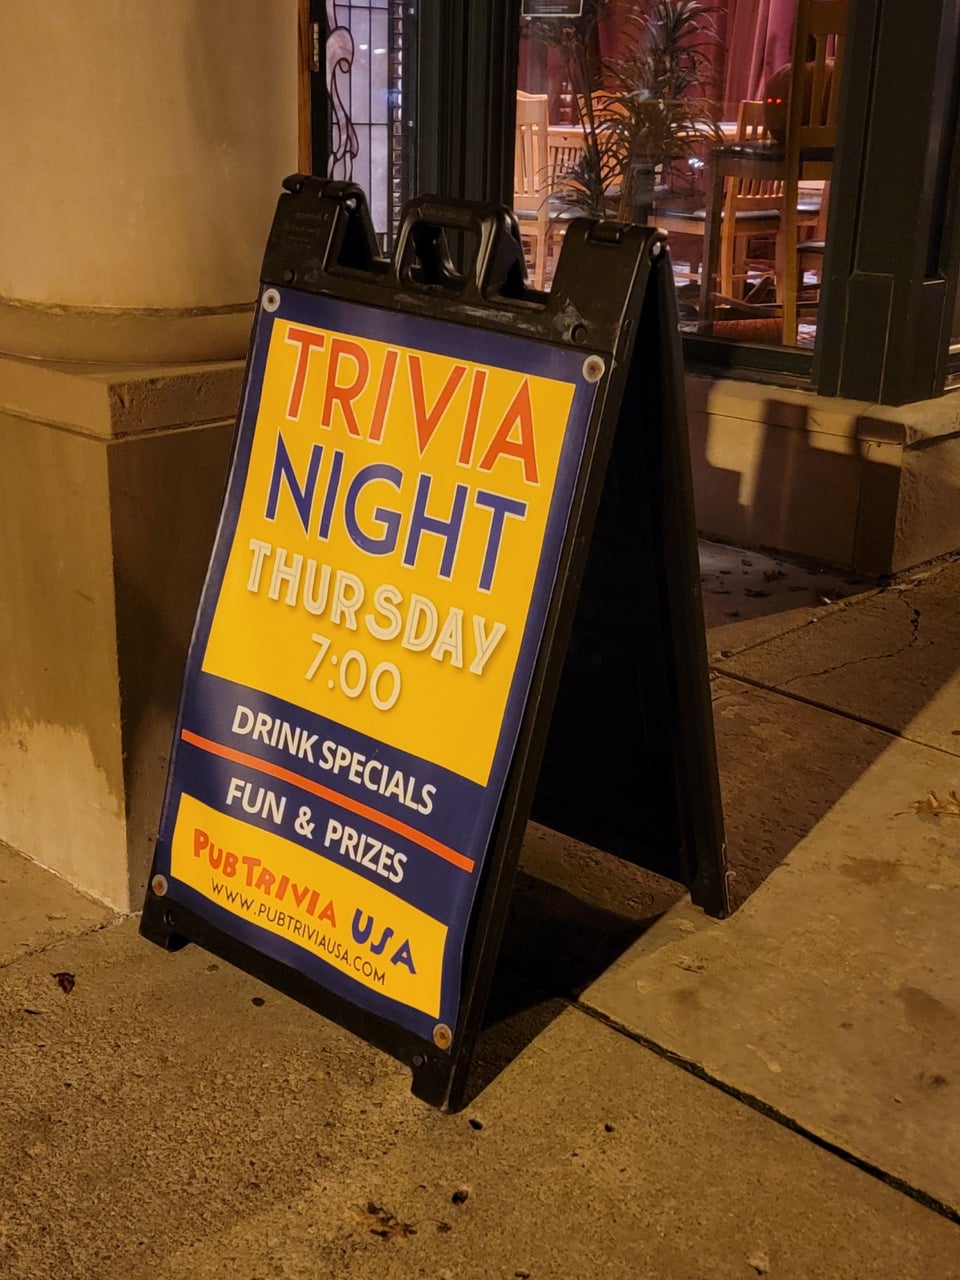 TRIVIA
NIGHT
THURSDAY
7:00
DRINK SPECIALS
FUN & PRIZES
PUBTRIVIA USA
WWW.PUBTRIVIAUSA.COM